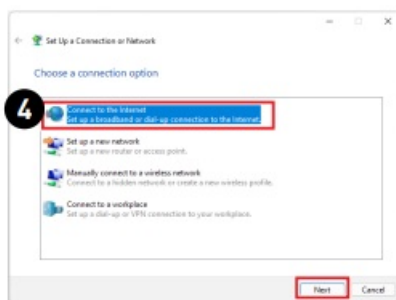 Set Up a Connection or Network
Choose a connection option
4
Connect to the Internet
Set up a broadband or dial-up connection to the Internet.
Set up a new network
Set up a new router or access point.
Manually connect to a wireless network
Connect to a hidden network or create a new wireless profile.
Connect to a workplace
Set up a dial-up or VPN connection to your workplace.
Next Cancel